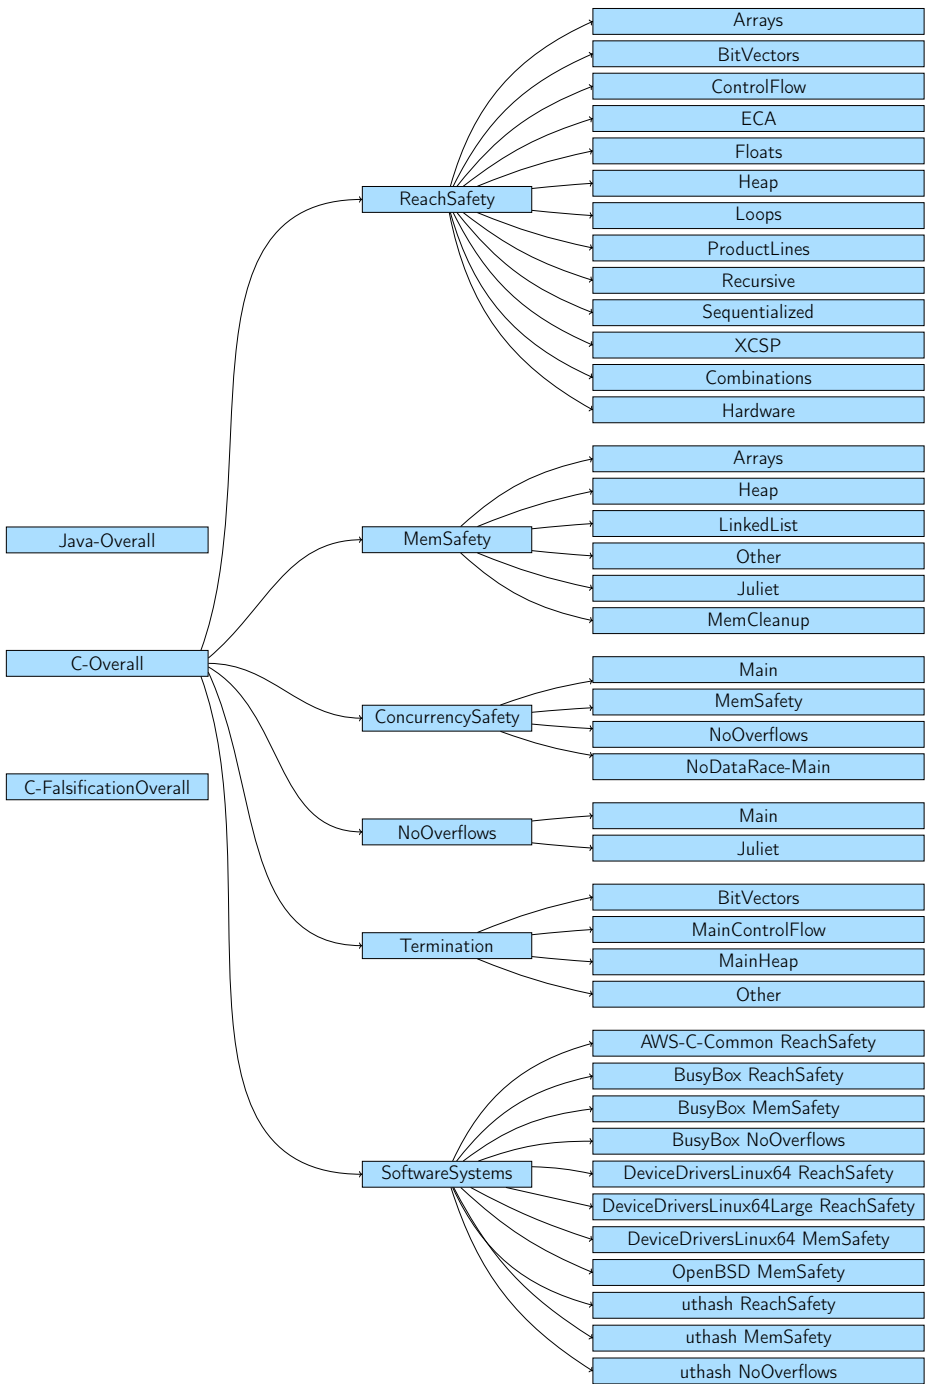 Java-Overall
C-Overall
C-FalsificationOverall
ReachSafety
Arrays
BitVectors
ControlFlow
ECA
Floats
Heap
Loops
ProductLines
Recursive
Sequentialized
XCSP
Combinations
Hardware
MemSafety
Arrays
Heap
LinkedList
Other
Juliet
MemCleanup
ConcurrencySafety
Main
MemSafety
NoOverflows
NoDataRace-Main
NoOverflows
Main
Juliet
Termination
BitVectors
MainControlFlow
MainHeap
Other
SoftwareSystems
AWS-C-Common ReachSafety
BusyBox ReachSafety
BusyBox MemSafety
BusyBox NoOverflows
DeviceDriversLinux64 ReachSafety
DeviceDriversLinux64Large ReachSafety
DeviceDriversLinux64 MemSafety
OpenBSD MemSafety
uthash ReachSafety
uthash MemSafety
uthash NoOverflows